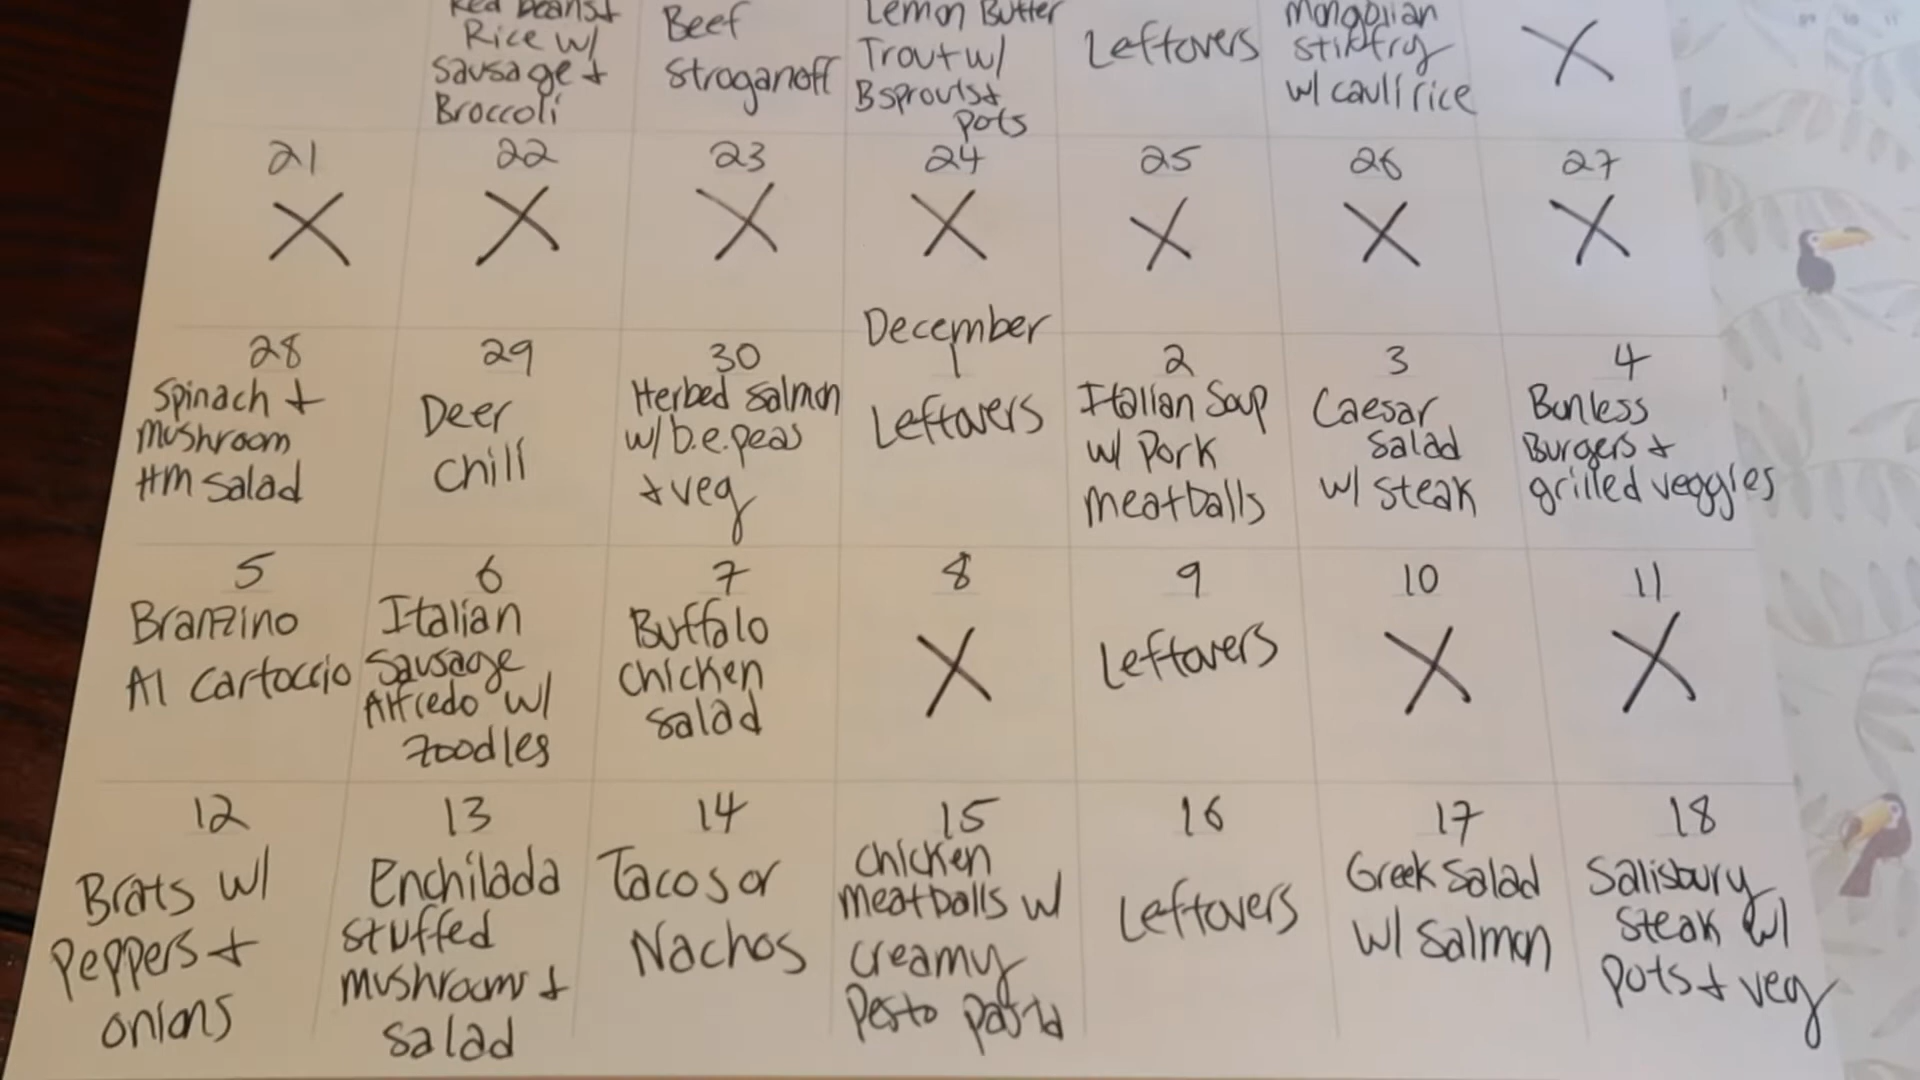 Red Beans +
Rice w/
Sausage +
Broccoli
Beef
Stroganoff
Lemon Butter
Trout w/
B sprouts +
pots
Leftovers
Mongolian
stirfry
w/ cauli rice
X
21
X
22
X
23
X
24
X
25
X
26
X
27
X
28
Spinach +
Mushroom
HM Salad
29
Deer
Chili
30
Herbed Salmon
w/ b.e.peas
+ veg
December
1
Leftovers
2
Italian Soup
w/ Pork
Meatballs
3
Caesar
Salad
w/ Steak
4
Bunless
Burgers +
grilled veggies
5
Branzino
Al Cartoccio
6
Italian
Sausage
Alfredo w/
Zoodles
7
Buffalo
Chicken
Salad
8
X
9
Leftovers
10
X
11
X
12
Brats w/
Peppers +
Onions
13
Enchilada
Stuffed
Mushrooms +
Salad
14
Tacos or
Nachos
15
Chicken
Meatballs w/
Creamy
Pesto Pasta
16
Leftovers
17
Greek Salad
w/ Salmon
18
Salisbury
Steak w/
Pots + veg